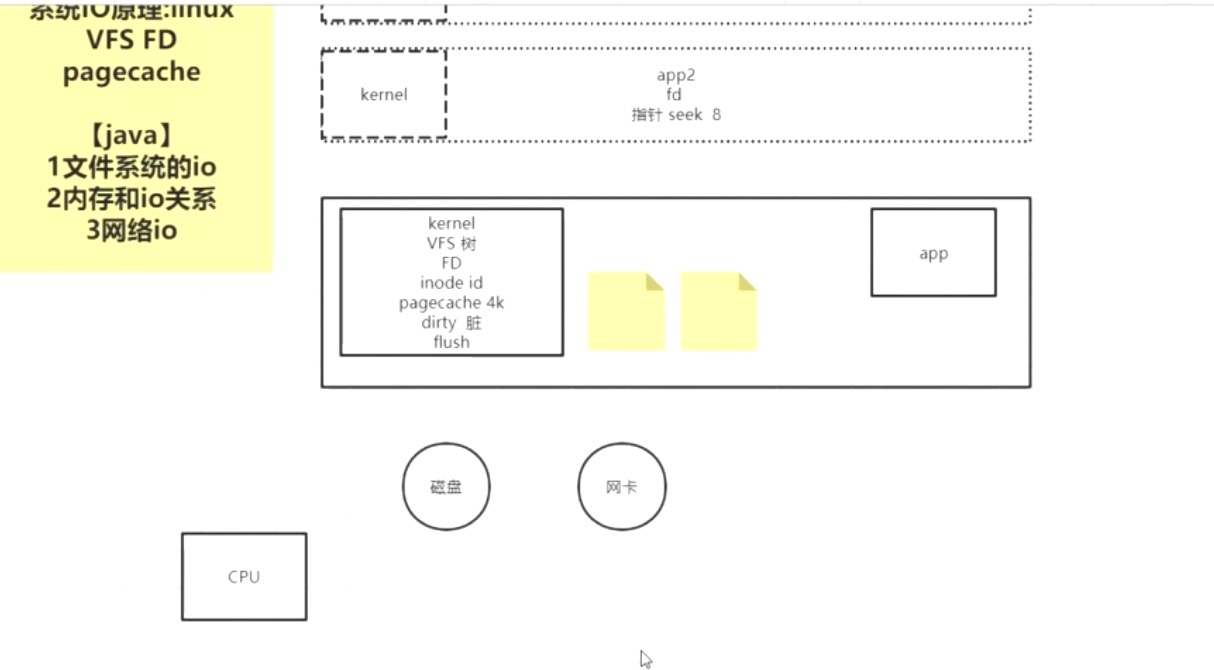 系统IO原理:linux
VFS FD
pagecache
【java】
1文件系统的io
2内存和io关系
3网络io
kernel
app2
fd
指针 seek 8
kernel
VFS 树
FD
inode id
pagecache 4k
dirty 脏
flush
app
磁盘
网卡
CPU